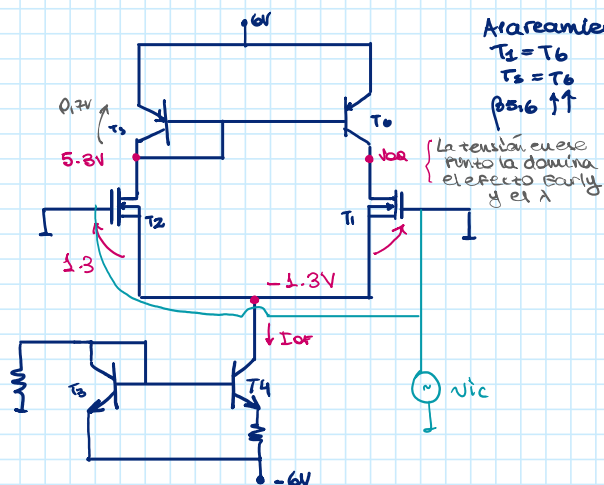 6V
Apareamie
T1 = T6
T5 = T6
β5,6 ↑↑
0,7V
T5
T6
5.3V
VOQ
La tensión en ese
punto la domina
el efecto Early
y el λ
T2
T1
1.3
-1.3V
IOF
T3
T4
vic
~
-6V